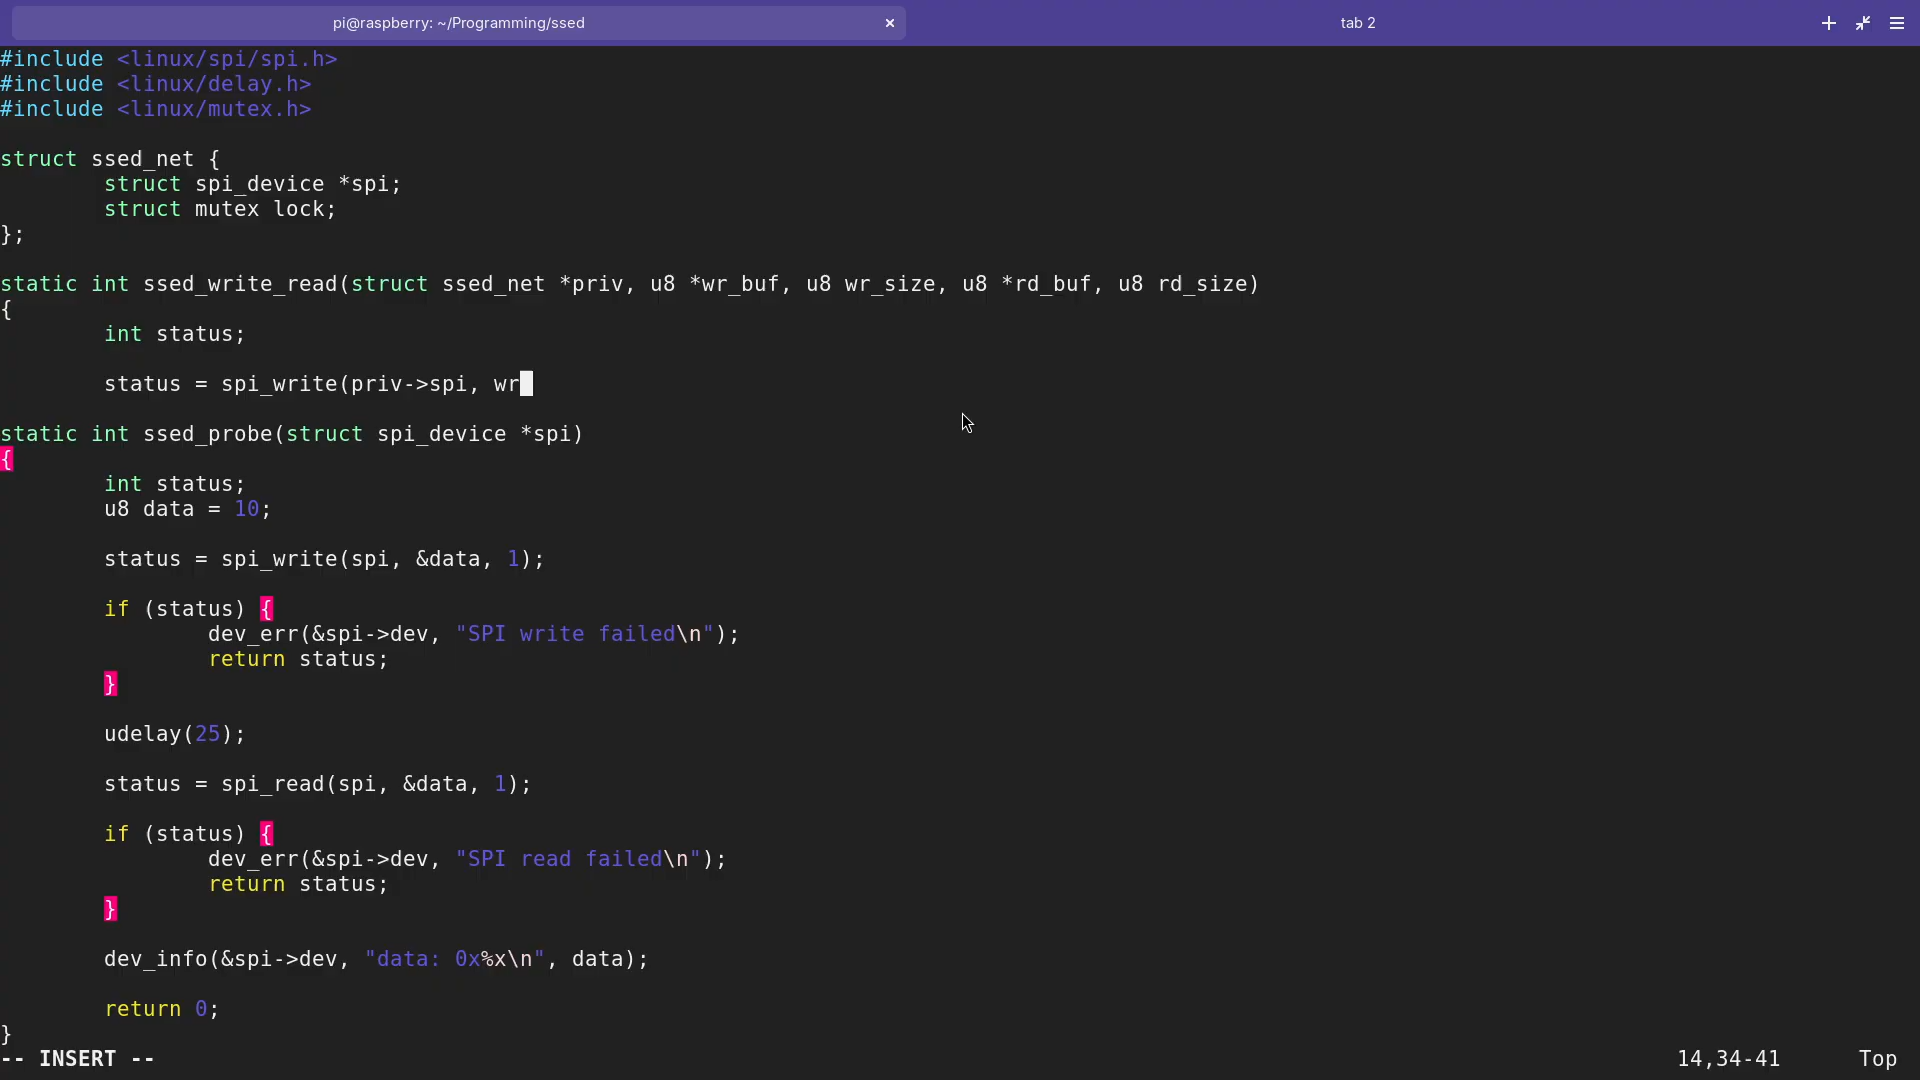 pi@raspberry: ~/Programming/ssed × tab 2
#include <linux/spi/spi.h>
#include <linux/delay.h>
#include <linux/mutex.h>
struct ssed_net {
        struct spi_device *spi;
        struct mutex lock;
};
static int ssed_write_read(struct ssed_net *priv, u8 *wr_buf, u8 wr_size, u8 *rd_buf, u8 rd_size)
{
        int status;
        status = spi_write(priv->spi, wr
static int ssed_probe(struct spi_device *spi)
{
        int status;
        u8 data = 10;
        status = spi_write(spi, &data, 1);
        if (status) {
                dev_err(&spi->dev, "SPI write failed\n");
                return status;
        }
        udelay(25);
        status = spi_read(spi, &data, 1);
        if (status) {
                dev_err(&spi->dev, "SPI read failed\n");
                return status;
        }
        dev_info(&spi->dev, "data: 0x%x\n", data);
        return 0;
}
-- INSERT -- 14,34-41 Top